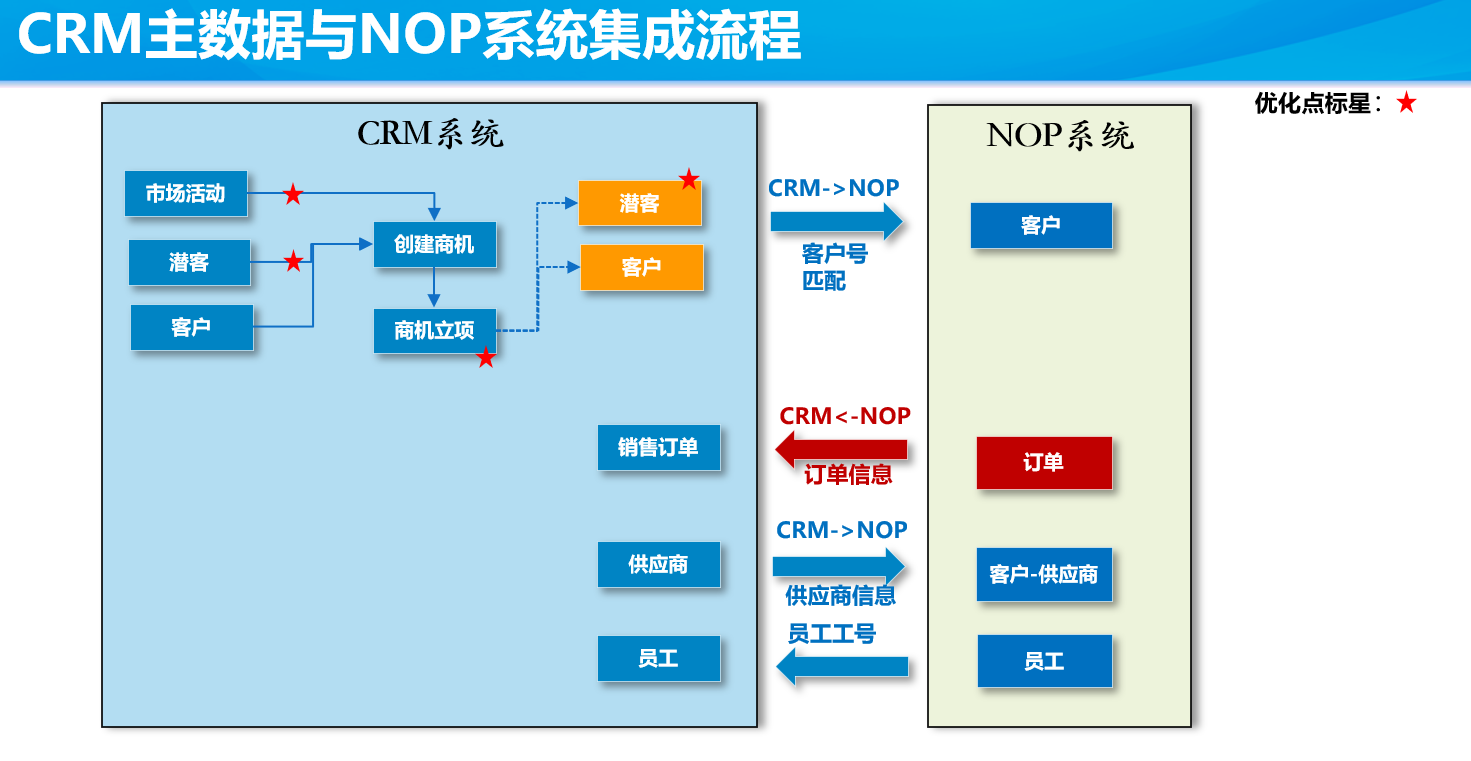 CRM主数据与NOP系统集成流程
优化点标星：
CRM系统
市场活动
潜客
客户
创建商机
商机立项
潜客
客户
销售订单
供应商
员工
CRM->NOP
客户号
匹配
CRM<-NOP
订单信息
CRM->NOP
供应商信息
员工工号
NOP系统
客户
订单
客户-供应商
员工